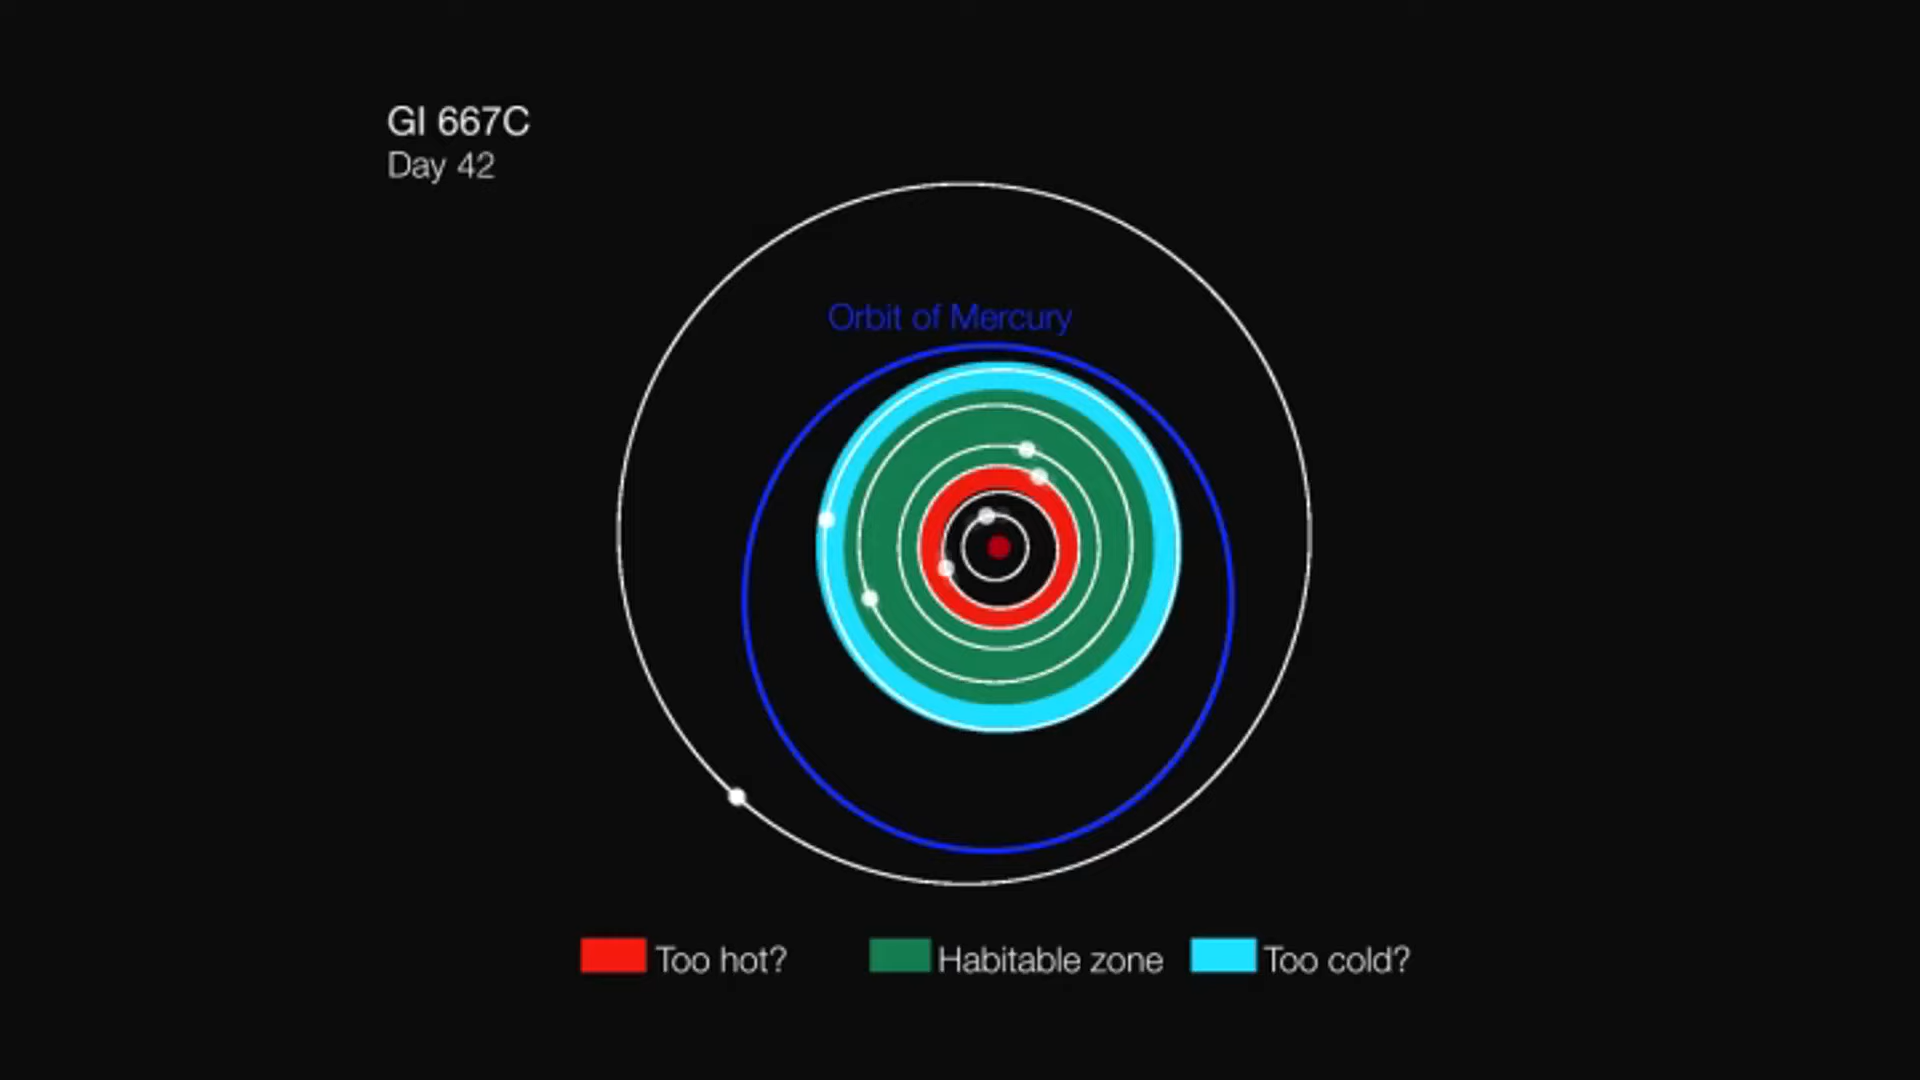 Gl 667C
Day 42
Orbit of Mercury
Too hot?
Habitable zone
Too cold?